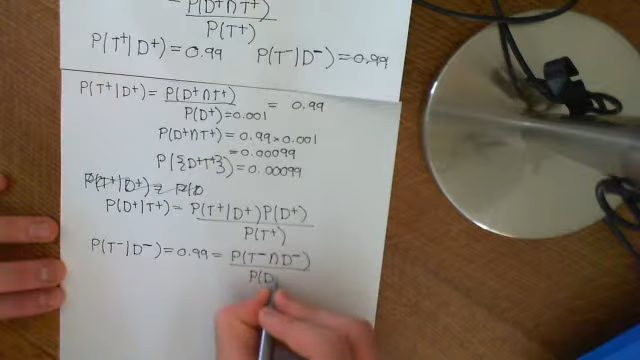 = P(D+∩T+)
P(T+)
P(T+|D+) = 0.99 P(T-|D-) = 0.99
P(T+|D+) = P(D+∩T+) = 0.99
P(D+) = 0.001
P(D+∩T+) = 0.99 × 0.001
= 0.00099
P({D+T+}) = 0.00099
P(D+|T+) = P(T+|D+)P(D+)
P(T+)
P(T-|D-) = 0.99 = P(T-∩D-)
P(D